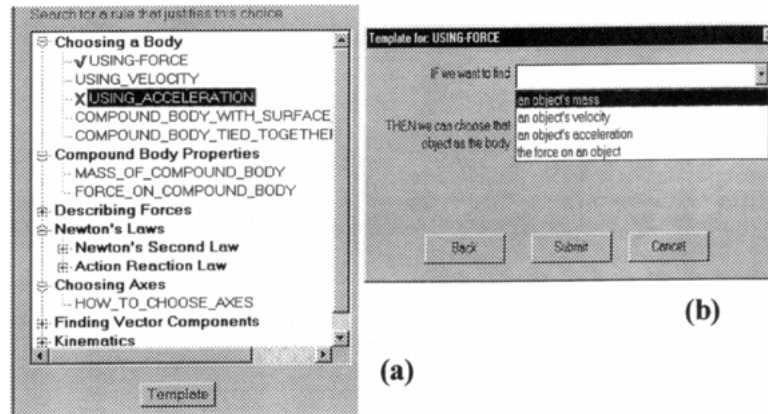 Search for a rule that justifies this choice
Choosing a Body
USING-FORCE
USING_VELOCITY
X USING_ACCELERATION
COMPOUND_BODY_WITH_SURFACE_
COMPOUND_BODY_TIED_TOGETHER
Compound Body Properties
MASS_OF_COMPOUND_BODY
FORCE_ON_COMPOUND_BODY
Describing Forces
Newton's Laws
Newton's Second Law
Action Reaction Law
Choosing Axes
HOW_TO_CHOOSE_AXES
Finding Vector Components
Kinematics
Template
(a)
Template for: USING-FORCE
IF we want to find
an object's mass
THEN we can choose that
object as the body
an object's velocity
an object's acceleration
the force on an object
Back
Submit
Cancel
(b)